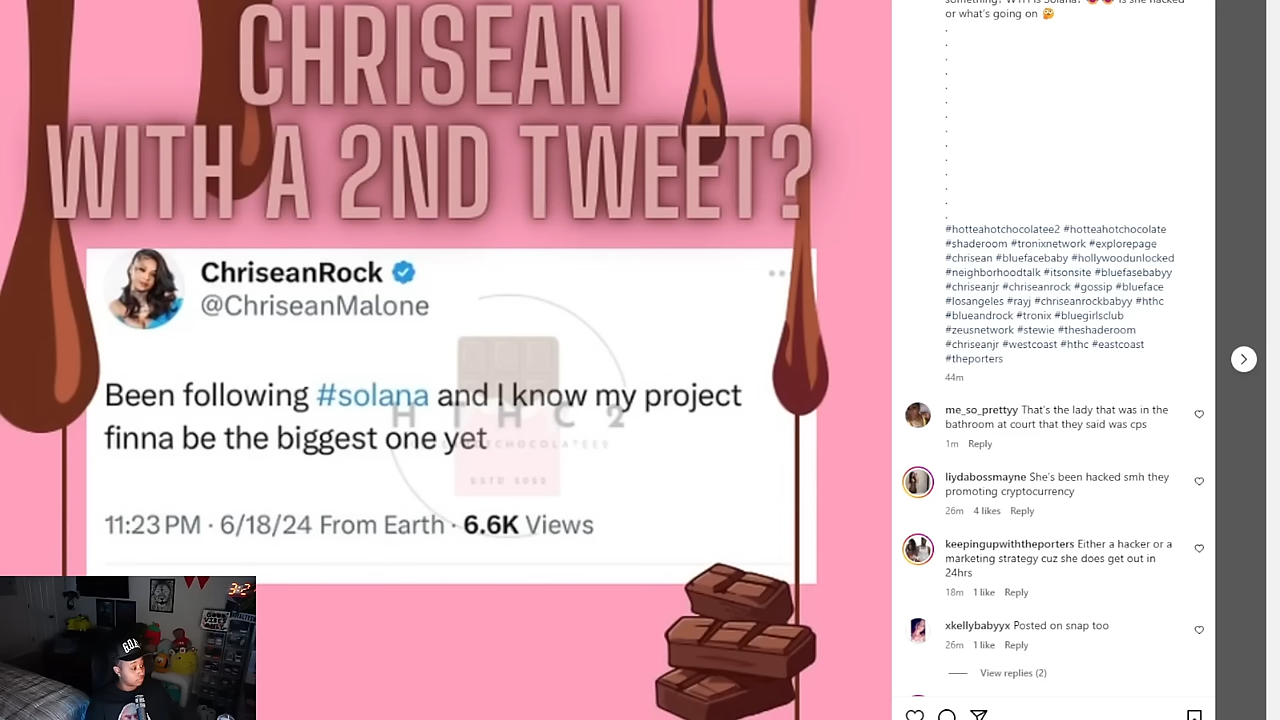 CHRISEAN
WITH A 2ND TWEET?
ChriseanRock
@ChriseanMalone
Been following #solana and I know my project
finna be the biggest one yet
HTHC2
11:23 PM · 6/18/24 From Earth · 6.6K Views
or what's going on 🤔
.
.
.
.
.
.
.
.
.
.
.
.
.
.
#hotteahotchocolatee2 #hotteahotchocolate
#shaderoom #tronixnetwork #explorepage
#chrisean #bluefacebaby #hollywoodunlocked
#neighborhoodtalk #itsonsite #bluefasebabyy
#chriseanjr #chriseanrock #gossip #blueface
#losangeles #rayj #chriseanrockbabyy #hthc
#blueandrock #tronix #bluegirlsclub
#zeusnetwork #stewie #theshaderoom
#chriseanjr #westcoast #hthc #eastcoast
#theporters
44m
me_so_prettyy That's the lady that was in the
bathroom at court that they said was cps
1m Reply
liydabossmayne She's been hacked smh they
promoting cryptocurrency
26m 4 likes Reply
keepingupwiththeporters Either a hacker or a
marketing strategy cuz she does get out in
24hrs
18m 1 like Reply
xkellybabyyx Posted on snap too
26m 1 like Reply
View replies (2)